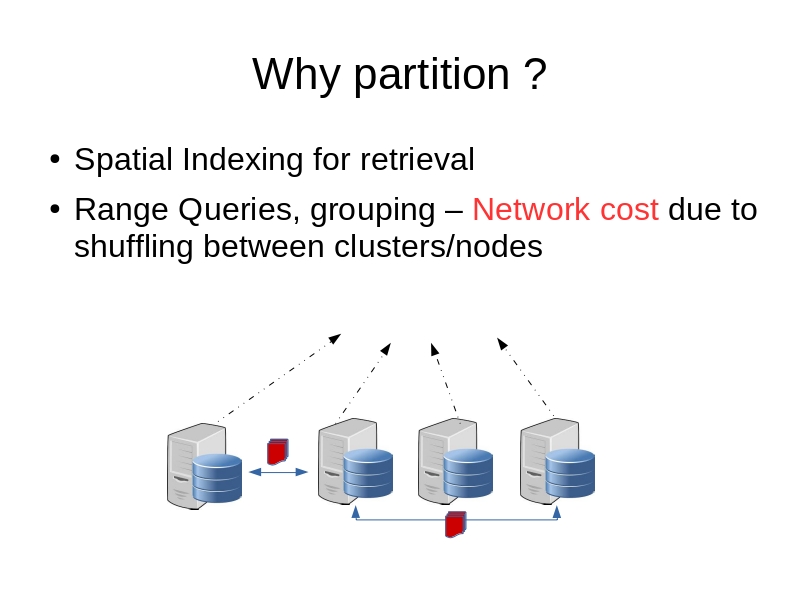 Why partition ?
• Spatial Indexing for retrieval
• Range Queries, grouping – Network cost due to
shuffling between clusters/nodes